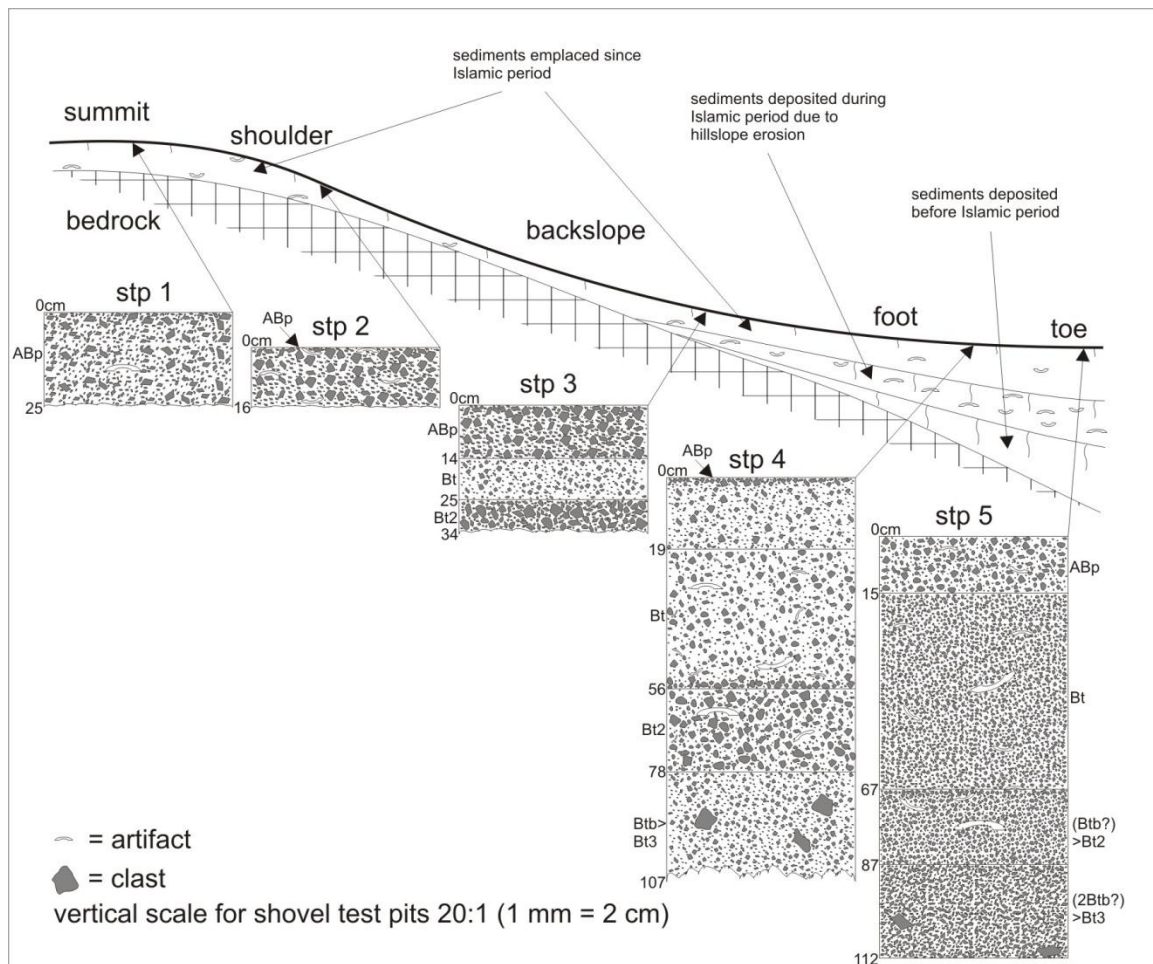 sediments emplaced since
Islamic period
summit
shoulder
sediments deposited during
Islamic period due to
hillslope erosion
sediments deposited
before Islamic period
bedrock
backslope
foot
toe
stp 1
0cm
ABp
25
stp 2
ABp
0cm
16
stp 3
0cm
ABp
14
Bt
25
Bt2
34
stp 4
ABp
0cm
19
Bt
56
Bt2
78
Btb>
Bt3
107
stp 5
0cm
ABp
15
Bt
67
(Btb?)
>Bt2
87
(2Btb?)
>Bt3
112
= artifact
= clast
vertical scale for shovel test pits 20:1 (1 mm = 2 cm)